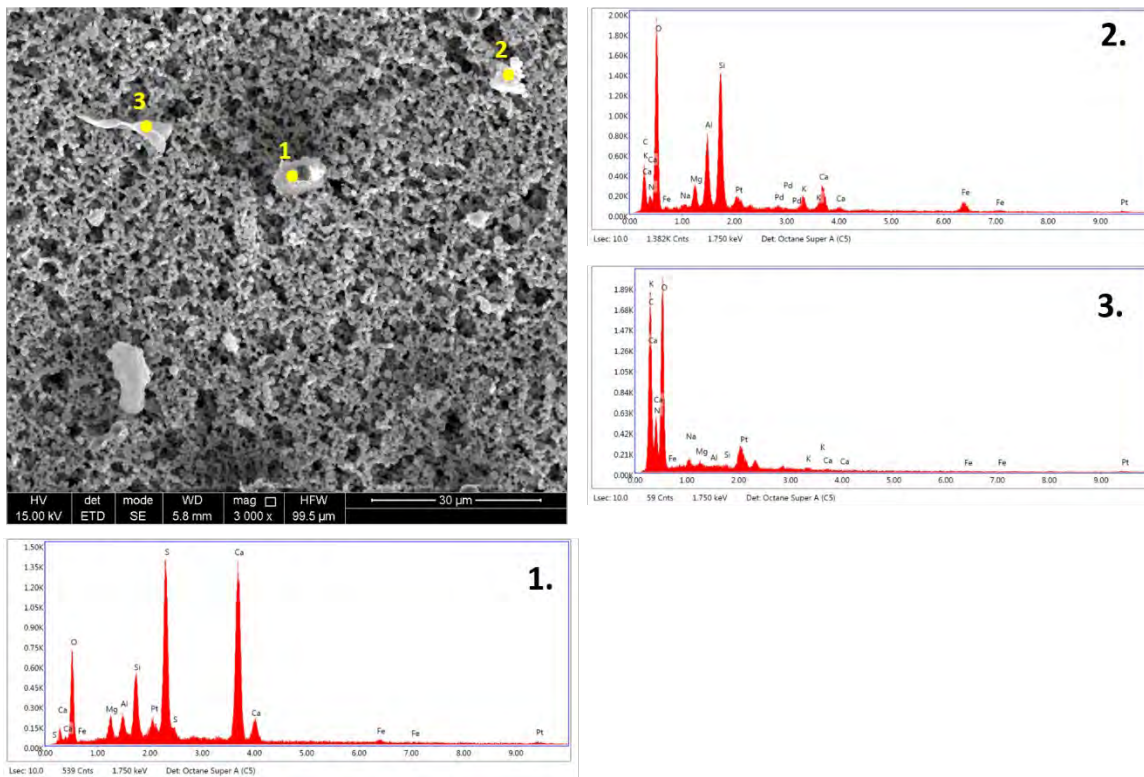 2
3
1
HV det mode WD mag HFW 30 µm
15.00 kV ETD SE 5.8 mm 3 000 x 99.5 µm
2.
2.00K
1.80K
1.60K
1.40K
1.20K
1.00K
0.80K
0.60K
0.40K
0.20K
0.00K
O
Si
Al
C
K
Ca
Ca
N
Fe
Na
Mg
Pt
Pd
Pd
Pd
K
K
Ca
Ca
Fe
Fe
Pt
0.00 1.00 2.00 3.00 4.00 5.00 6.00 7.00 8.00 9.00
Lsec: 10.0 1.382K Cnts 1.750 keV Det: Octane Super A (C5)
3.
1.89K
1.68K
1.47K
1.26K
1.05K
0.84K
0.63K
0.42K
0.21K
0.00K
K
C
O
Ca
Ca
N
Fe
Na
Mg
Al
Si
Pt
K
K
Ca
Ca
Fe
Fe
Pt
0.00 1.00 2.00 3.00 4.00 5.00 6.00 7.00 8.00 9.00
Lsec: 10.0 59 Cnts 1.750 keV Det: Octane Super A (C5)
1.
1.50K
1.35K
1.20K
1.05K
0.90K
0.75K
0.60K
0.45K
0.30K
0.15K
0.00K
S
Ca
O
Si
Ca
Ca
S
Fe
Mg
Al
Pt
S
Ca
Fe
Fe
Pt
0.00 1.00 2.00 3.00 4.00 5.00 6.00 7.00 8.00 9.00
Lsec: 10.0 539 Cnts 1.750 keV Det: Octane Super A (C5)